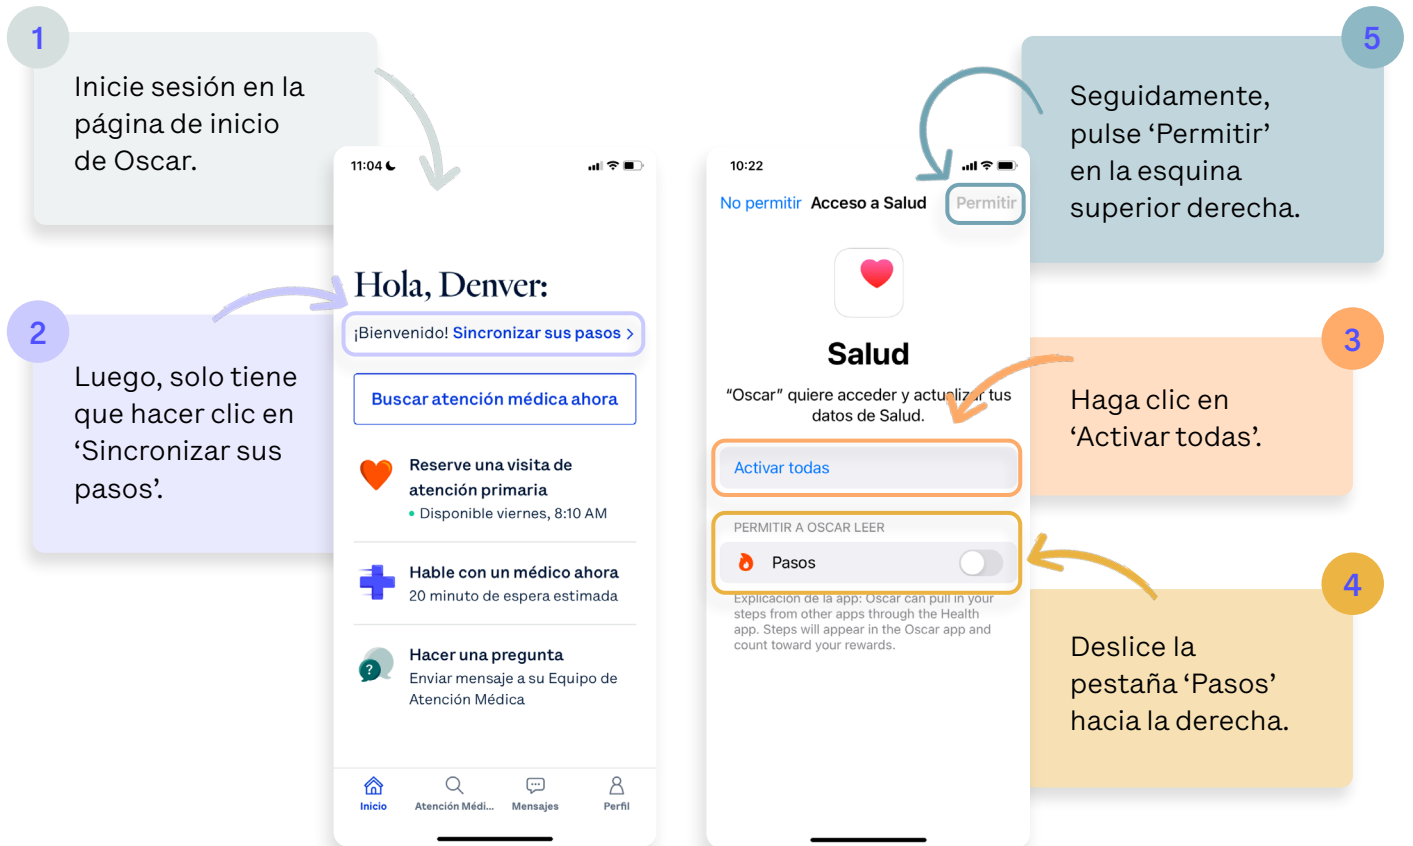 1
Inicie sesión en la
página de inicio
de Oscar.
2
Luego, solo tiene
que hacer clic en
‘Sincronizar sus
pasos’.
11:04
Hola, Denver:
¡Bienvenido! Sincronizar sus pasos >
Buscar atención médica ahora
Reserve una visita de
atención primaria
• Disponible viernes, 8:10 AM
Hable con un médico ahora
20 minuto de espera estimada
?
Hacer una pregunta
Enviar mensaje a su Equipo de
Atención Médica
Inicio
Atención Médi...
Mensajes
Perfil
10:22
No permitir Acceso a Salud Permitir
Salud
“Oscar” quiere acceder y actualizar tus
datos de Salud.
Activar todas
PERMITIR A OSCAR LEER
Pasos
Explicación de la app: Oscar can pull in your
steps from other apps through the Health
app. Steps will appear in the Oscar app and
count toward your rewards.
3
Haga clic en
‘Activar todas’.
4
Deslice la
pestaña ‘Pasos’
hacia la derecha.
5
Seguidamente,
pulse ‘Permitir’
en la esquina
superior derecha.